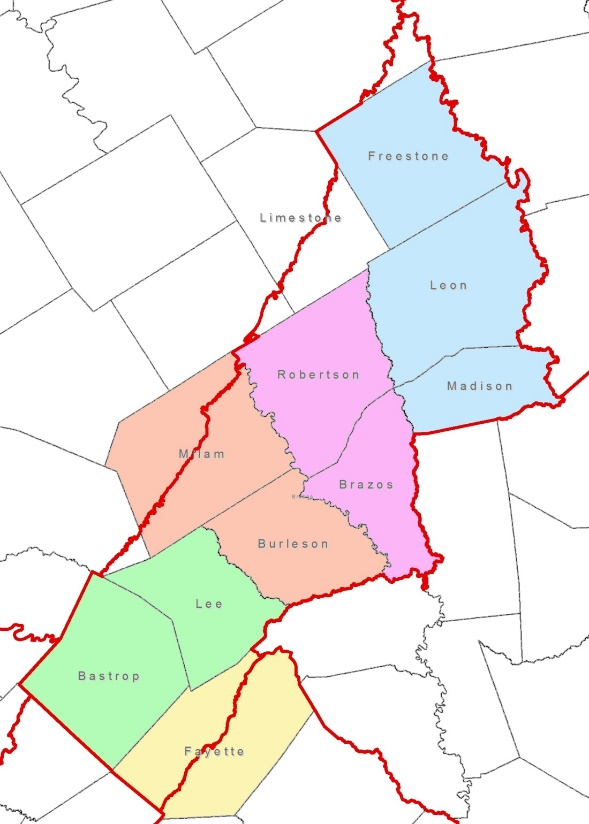 Freestone
Limestone
Leon
Robertson
Madison
Milam
Brazos
Burleson
Lee
Bastrop
Fayette